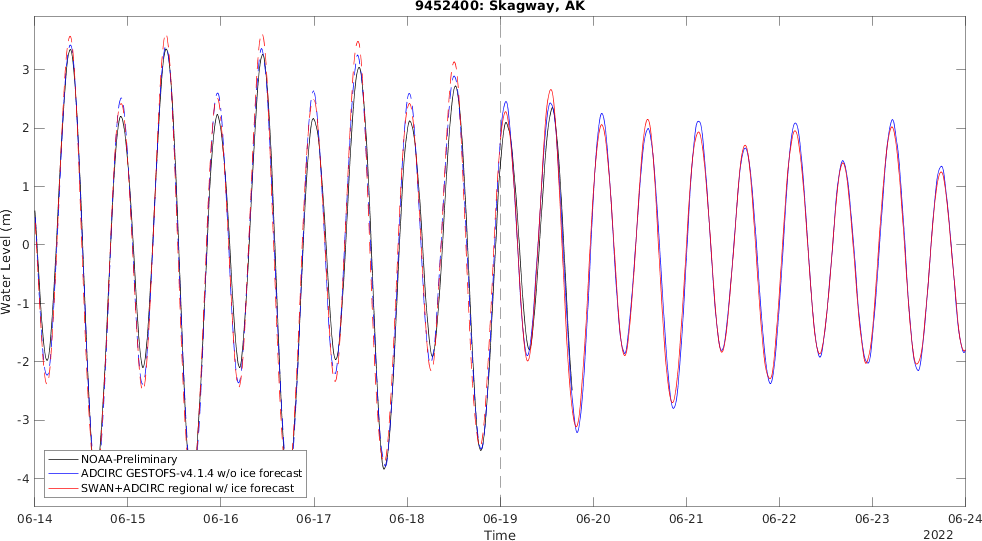 9452400: Skagway, AK
Water Level (m)
3
2
1
0
-1
-2
-3
-4
NOAA-Preliminary
ADCIRC GESTOFS-v4.1.4 w/o ice forecast
SWAN+ADCIRC regional w/ ice forecast
06-14 06-15 06-16 06-17 06-18 06-19 06-20 06-21 06-22 06-23 06-24
Time
2022